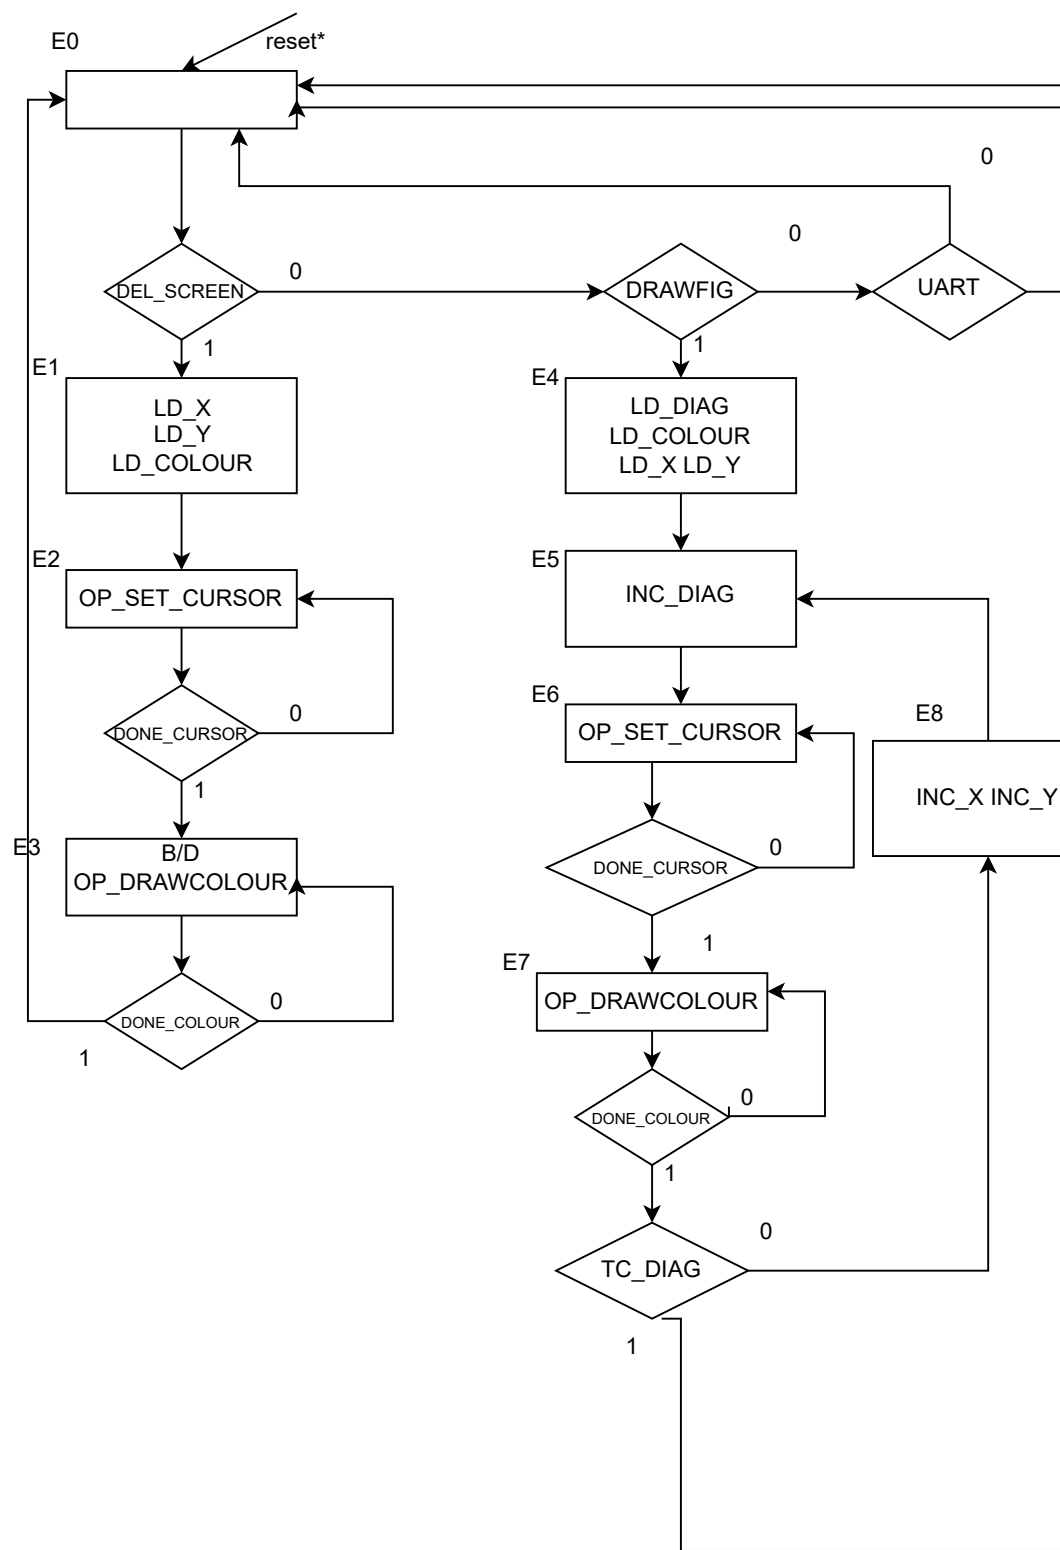 E0
reset*
0
DEL_SCREEN
0
DRAWFIG
0
UART
1
1
E1
LD_X
LD_Y
LD_COLOUR
E4
LD_DIAG
LD_COLOUR
LD_X LD_Y
E2
OP_SET_CURSOR
E5
INC_DIAG
DONE_CURSOR
0
1
E6
OP_SET_CURSOR
E8
INC_X INC_Y
E3
B/D
OP_DRAWCOLOUR
DONE_CURSOR
0
1
DONE_COLOUR
0
1
E7
OP_DRAWCOLOUR
DONE_COLOUR
0
1
TC_DIAG
0
1